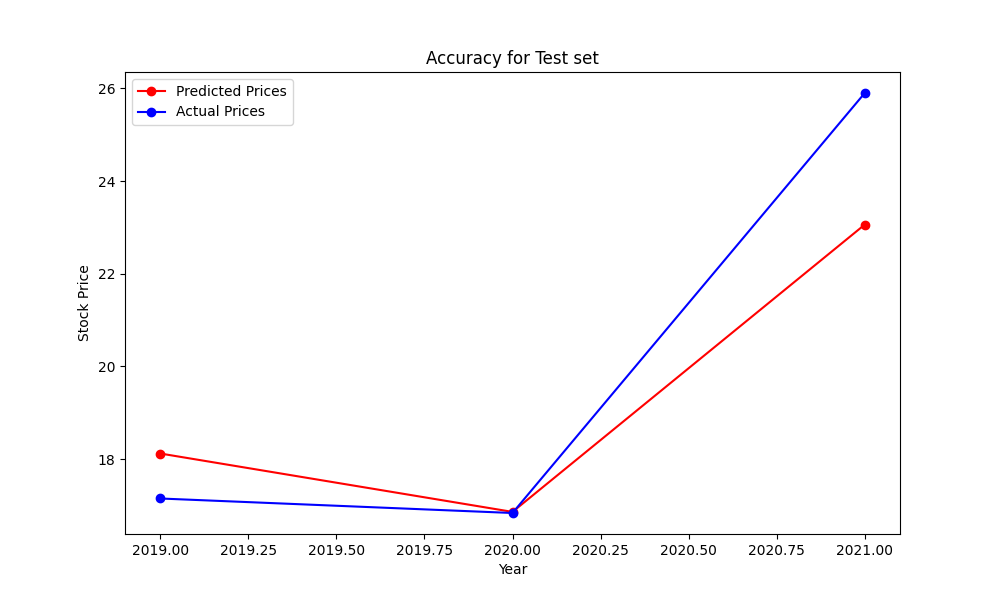 Accuracy for Test set
Predicted Prices
Actual Prices
26
24
22
20
18
Stock Price
2019.00 2019.25 2019.50 2019.75 2020.00 2020.25 2020.50 2020.75 2021.00
Year